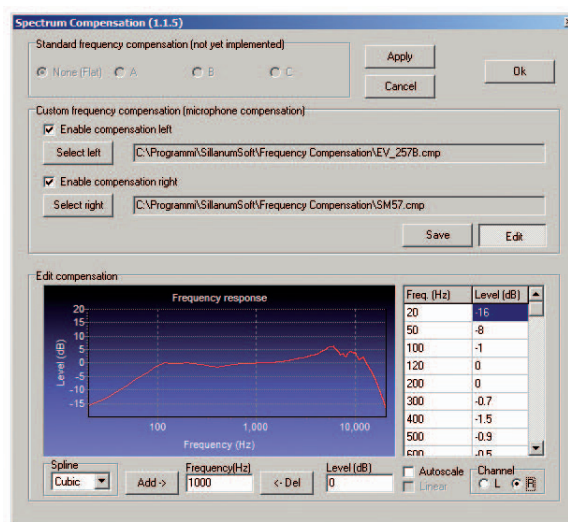 Spectrum Compensation (1.1.5)
Standard frequency compensation (not yet implemented)
None (Flat) A B C
Apply
Cancel
Ok
Custom frequency compensation (microphone compensation)
Enable compensation left
Select left C:\Programmi\SillanumSoft\Frequency Compensation\EV_257B.cmp
Enable compensation right
Select right C:\Programmi\SillanumSoft\Frequency Compensation\SM57.cmp
Save Edit
Edit compensation
Frequency response
Level (dB)
20
15
10
5
0
-5
-10
-15
100 1,000 10,000
Frequency (Hz)
Freq. (Hz) Level (dB)
20 -16
50 -8
100 -1
120 0
200 0
300 -0.7
400 -1.5
500 -0.9
600 -0.5
Spline
Cubic
Add ->
Frequency(Hz)
1000
<- Del
Level (dB)
0
Autoscale
Linear
Channel
L R